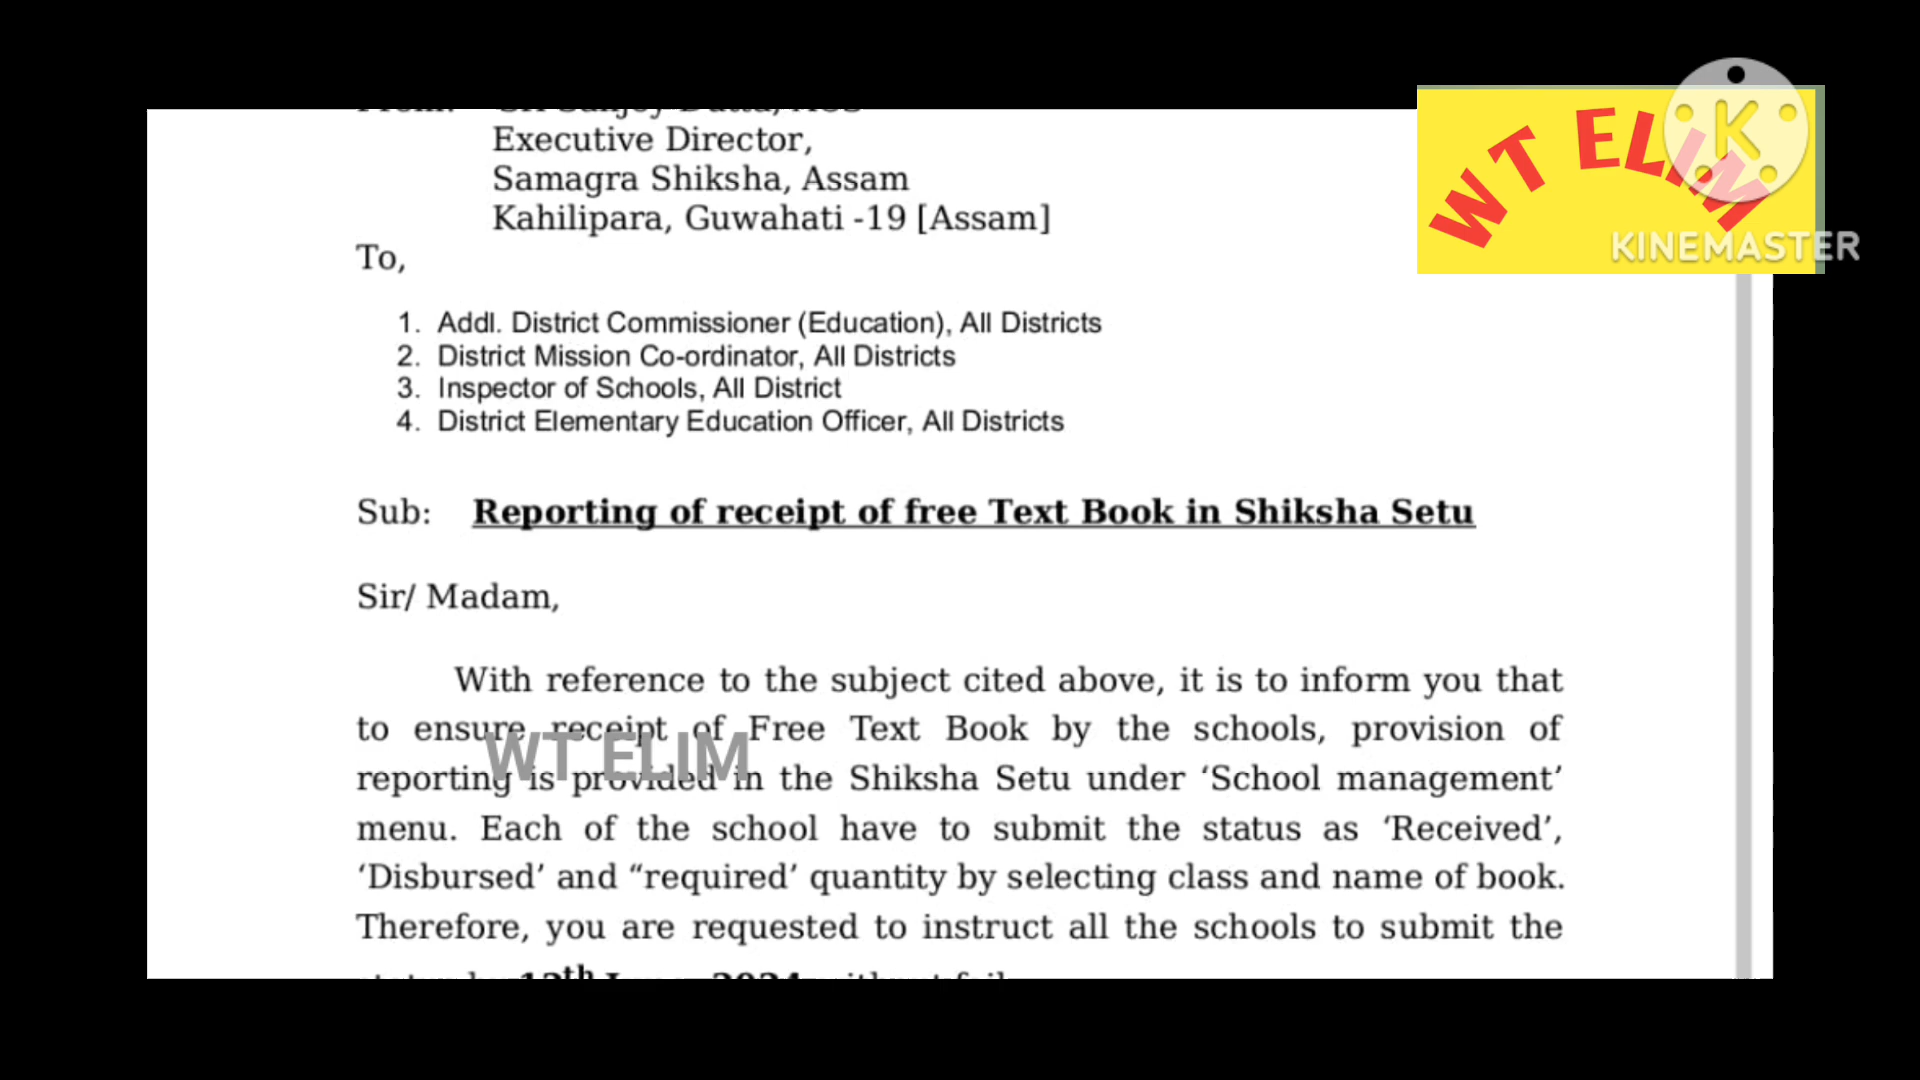 Executive Director,
Samagra Shiksha, Assam
Kahilipara, Guwahati -19 [Assam]
To,
1. Addl. District Commissioner (Education), All Districts
2. District Mission Co-ordinator, All Districts
3. Inspector of Schools, All District
4. District Elementary Education Officer, All Districts
Sub: Reporting of receipt of free Text Book in Shiksha Setu
Sir/ Madam,
With reference to the subject cited above, it is to inform you that
to ensure receipt of Free Text Book by the schools, provision of
reporting is provided in the Shiksha Setu under ‘School management’
menu. Each of the school have to submit the status as ‘Received’,
‘Disbursed’ and “required’ quantity by selecting class and name of book.
Therefore, you are requested to instruct all the schools to submit the
WT ELIM
WT ELIM
K
KINEMASTER